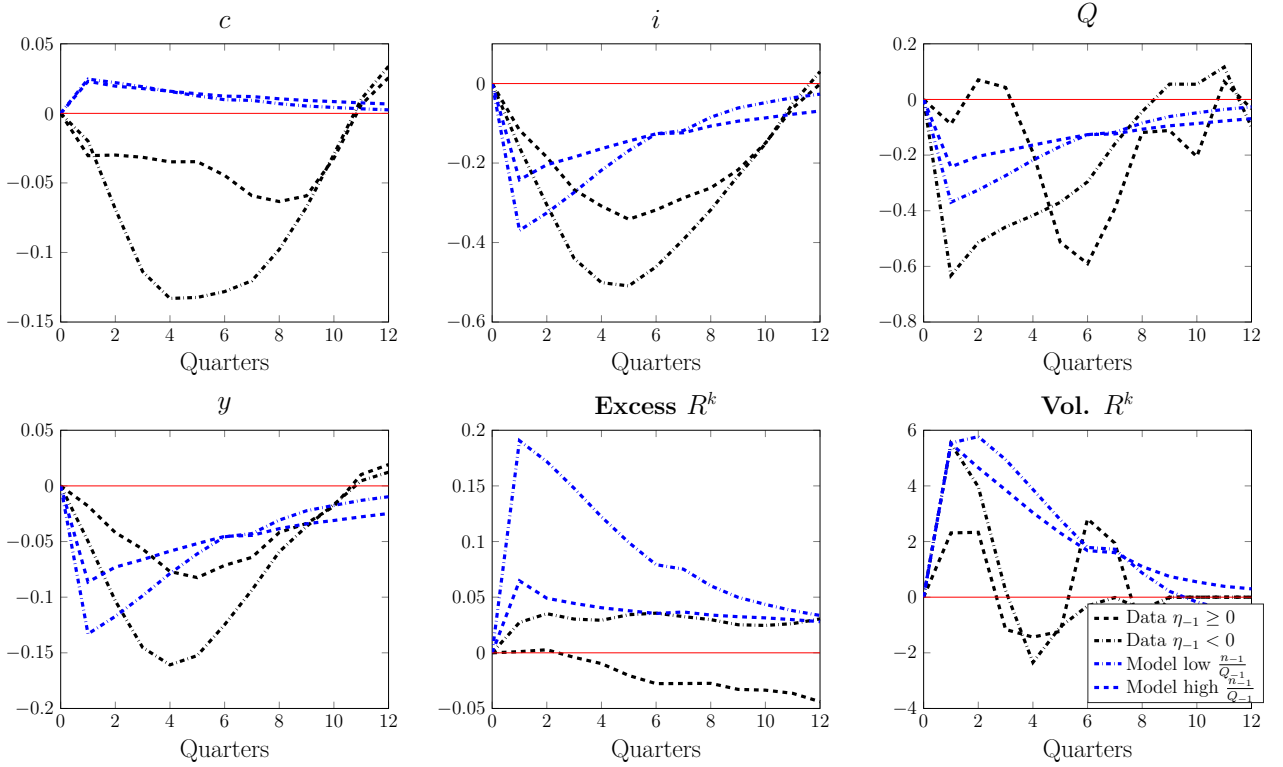 c
0.05
0
−0.05
−0.1
−0.15
0 2 4 6 8 10 12
Quarters
i
0
−0.2
−0.4
−0.6
0 2 4 6 8 10 12
Quarters
Q
0.2
0
−0.2
−0.4
−0.6
−0.8
0 2 4 6 8 10 12
Quarters
y
0.05
0
−0.05
−0.1
−0.15
−0.2
0 2 4 6 8 10 12
Quarters
Excess R^k
0.2
0.15
0.1
0.05
0
−0.05
0 2 4 6 8 10 12
Quarters
Vol. R^k
6
4
2
0
−2
−4
0 2 4 6 8 10 12
Quarters
Data η_{−1} ≥ 0
Data η_{−1} < 0
Model low n_{−1}/Q_{−1}
Model high n_{−1}/Q_{−1}